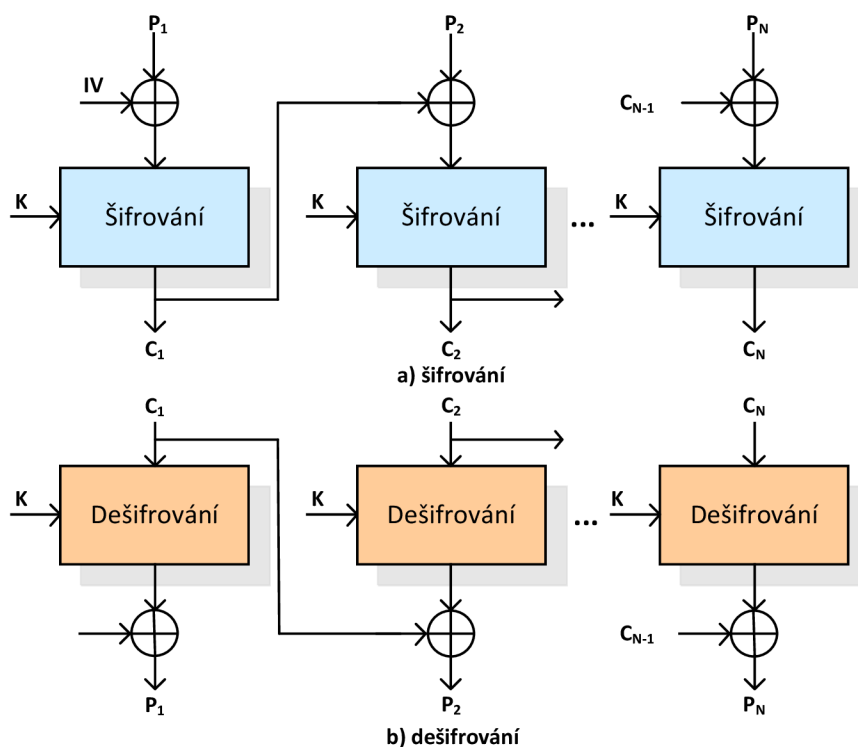 P1 P2 PN
IV CN-1
K Šifrování K Šifrování ... K Šifrování
C1 C2 CN
a) šifrování
C1 C2 CN
K Dešifrování K Dešifrování ... K Dešifrování
CN-1
P1 P2 PN
b) dešifrování